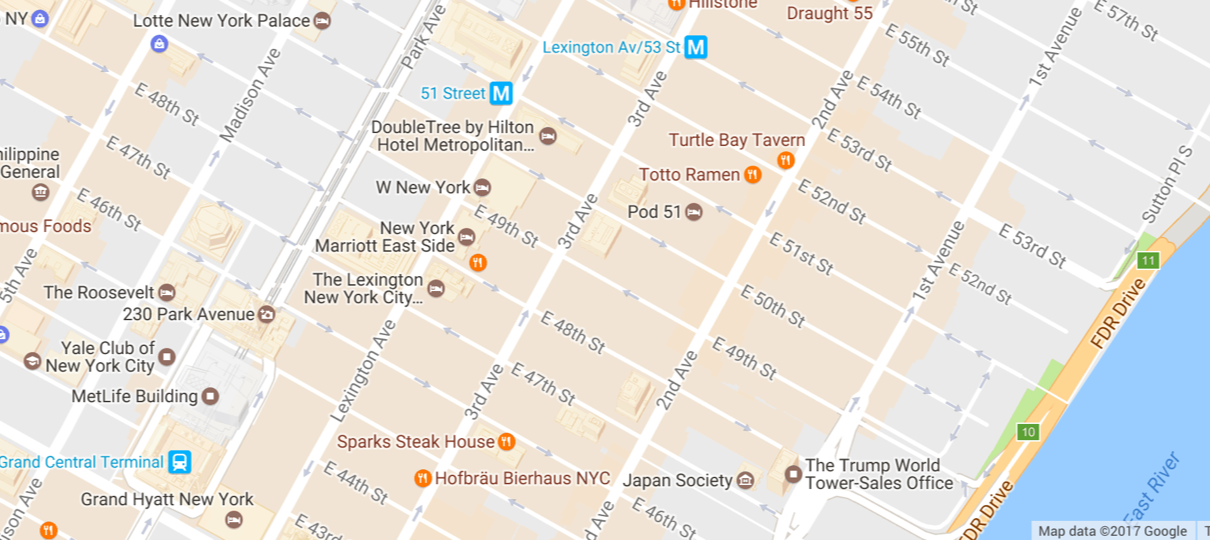 NY
Lotte New York Palace
Park Ave
Hillstone
Draught 55
Lexington Av/53 St
M
E 57th St
1st Avenue
E 55th St
51 Street
M
E 48th St
Madison Ave
3rd Ave
2nd Ave
E 54th St
DoubleTree by Hilton
Hotel Metropolitan...
Turtle Bay Tavern
E 53rd St
E 47th St
hilippine
General
W New York
Totto Ramen
Sutton Pl S
E 46th St
E 49th St
3rd Ave
Pod 51
E 52nd St
mous Foods
New York
Marriott East Side
E 51st St
1st Avenue
E 53rd St
5th Ave
The Lexington
New York City...
E 52nd St
11
The Roosevelt
230 Park Avenue
E 50th St
FDR Drive
E 48th St
Yale Club of
New York City
E 49th St
Lexington Ave
E 47th St
3rd Ave
2nd Ave
MetLife Building
Sparks Steak House
10
Grand Central Terminal
Hofbräu Bierhaus NYC
Japan Society
The Trump World
Tower-Sales Office
E 44th St
Grand Hyatt New York
E 46th St
FDR Drive
East River
E 43rd
d Ave
ison Ave
Map data ©2017 Google
T